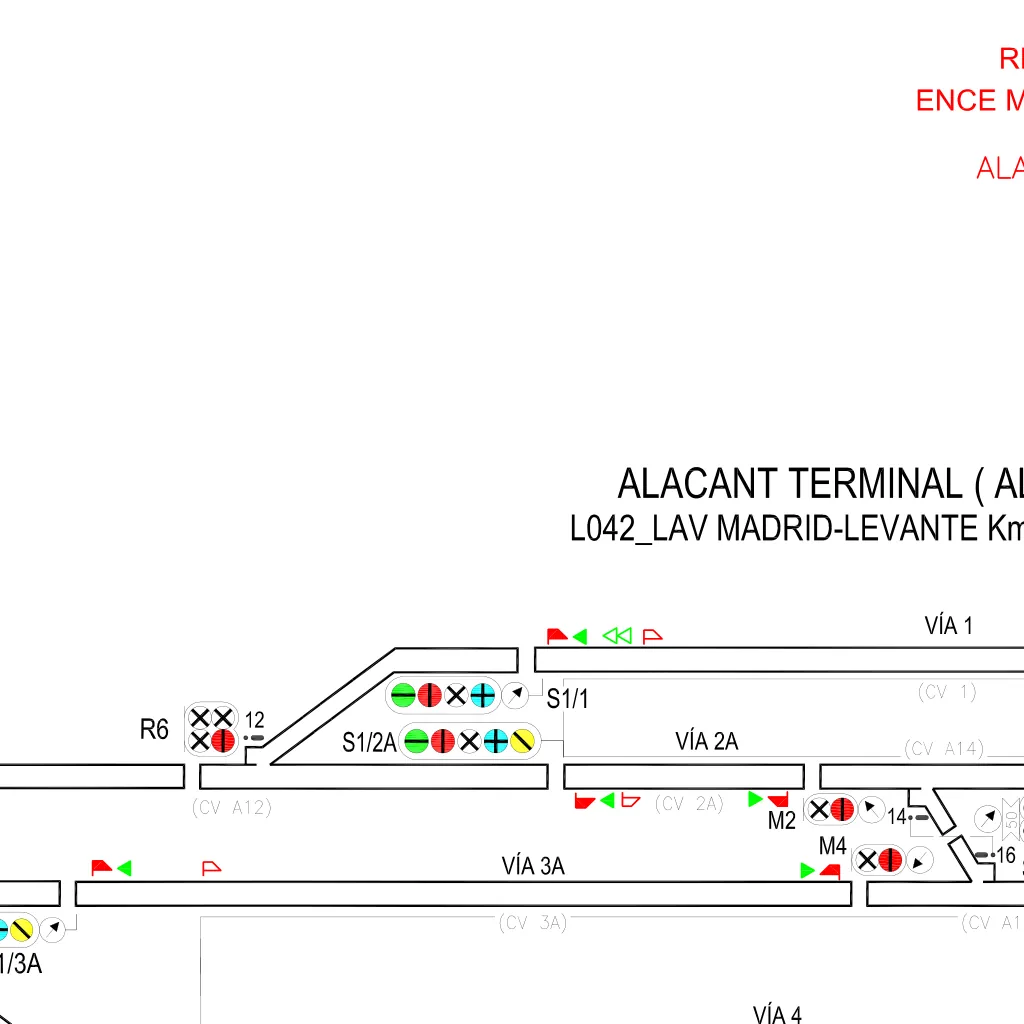 RE
ENCE M
ALA
ALACANT TERMINAL ( AL
L042_LAV MADRID-LEVANTE Km
VÍA 1
(CV 1)
S1/1
R6
12
S1/2A
VÍA 2A
(CV A14)
(CV A12)
(CV 2A)
M2
14
50
M4
16
VÍA 3A
(CV 3A)
(CV A1
1/3A
VÍA 4